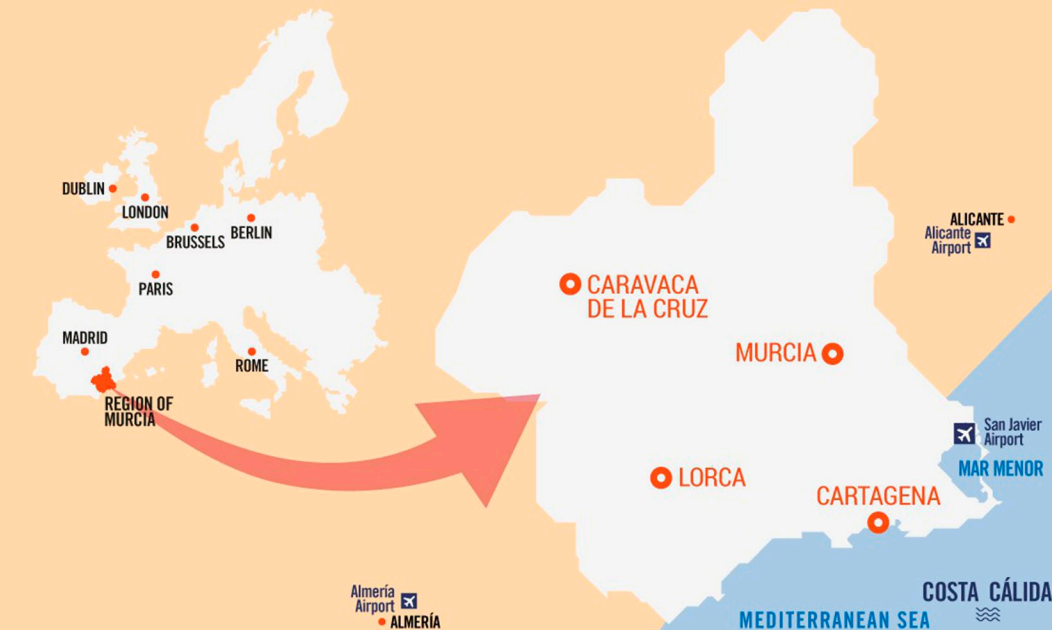 DUBLIN
LONDON
BRUSSELS
BERLIN
PARIS
MADRID
ROME
REGION OF
MURCIA
CARAVACA
DE LA CRUZ
MURCIA
LORCA
CARTAGENA
ALICANTE
Alicante
Airport
San Javier
Airport
MAR MENOR
COSTA CÁLIDA
MEDITERRANEAN SEA
Almería
Airport
ALMERÍA